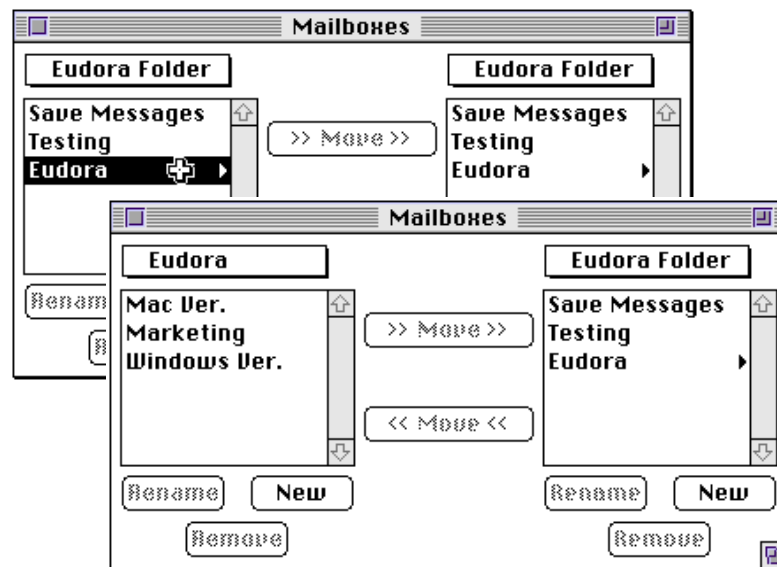 Mailboxes
Eudora Folder
Eudora Folder
Save Messages
Testing
Eudora
>> Move >>
Save Messages
Testing
Eudora
Mailboxes
Eudora
Eudora Folder
Mac Ver.
Marketing
Windows Ver.
>> Move >>
<< Move <<
Save Messages
Testing
Eudora
Rename
New
Remove
Rename
New
Remove